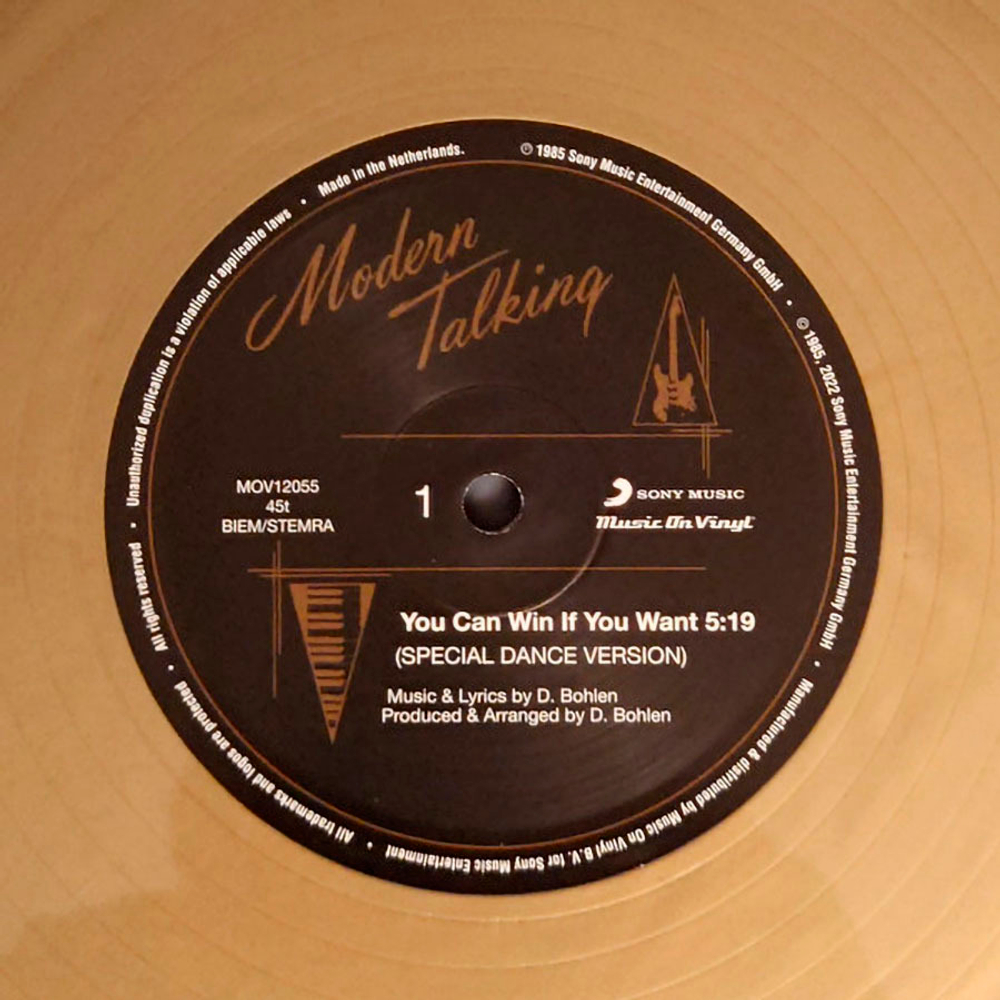 Modern
Talking
MOV12055
45t
BIEM/STEMRA
1
SONY MUSIC
Music On Vinyl
You Can Win If You Want 5:19
(SPECIAL DANCE VERSION)
Music & Lyrics by D. Bohlen
Produced & Arranged by D. Bohlen
℗ 1985 Sony Music Entertainment Germany GmbH • © 1985, 2022 Sony Music Entertainment Germany GmbH • Manufactured & distributed by Music On Vinyl B.V. for Sony Music Entertainment • All trademarks and logos are protected • All rights reserved • Unauthorized duplication is a violation of applicable laws • Made in the Netherlands.